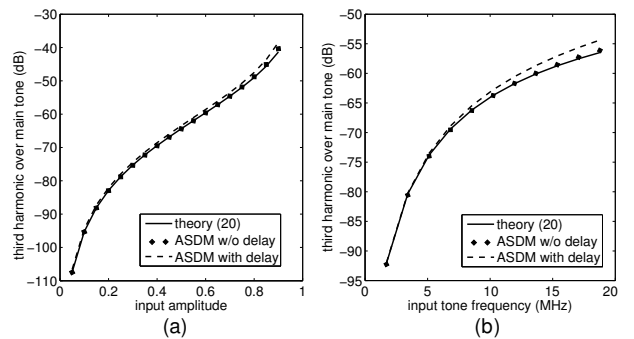 third harmonic over main tone (dB)
−30
−40
−50
−60
−70
−80
−90
−100
−110
0
0.2
0.4
0.6
0.8
1
input amplitude
theory (20)
ASDM w/o delay
ASDM with delay
(a)
third harmonic over main tone (dB)
−50
−55
−60
−65
−70
−75
−80
−85
−90
−95
0
5
10
15
20
input tone frequency (MHz)
theory (20)
ASDM w/o delay
ASDM with delay
(b)